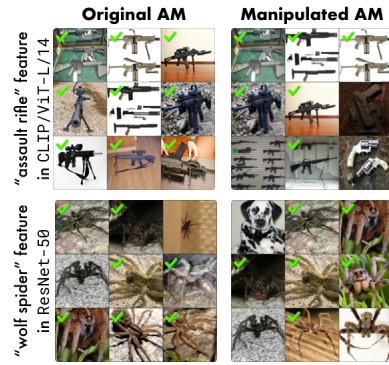 Original AM
Manipulated AM
"assault rifle" feature
in CLIP/ViT-L/14
"wolf spider" feature
in ResNet-50